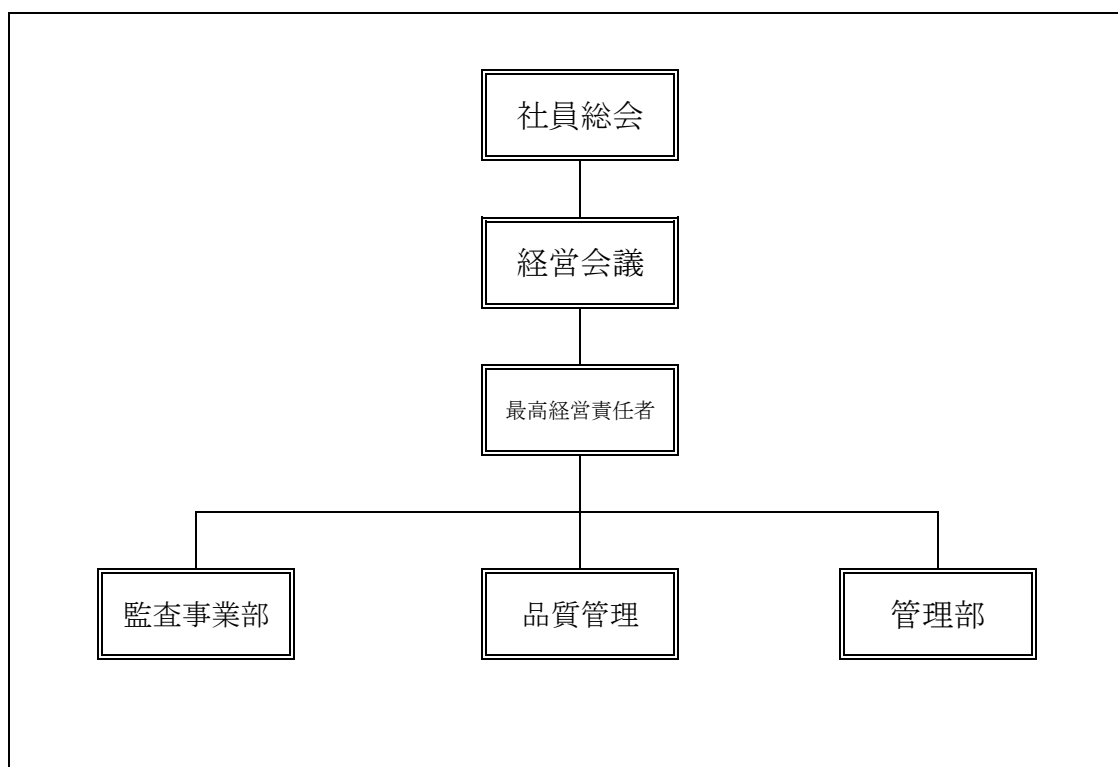 社員総会
経営会議
最高経営責任者
監査事業部
品質管理
管理部